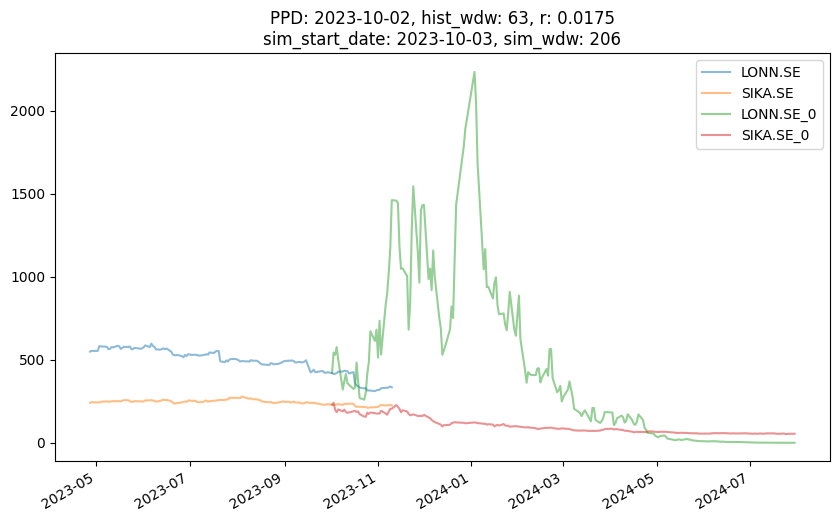 PPD: 2023-10-02, hist_wdw: 63, r: 0.0175
sim_start_date: 2023-10-03, sim_wdw: 206
LONN.SE
SIKA.SE
LONN.SE_0
SIKA.SE_0
2000
1500
1000
500
0
2023-05
2023-07
2023-09
2023-11
2024-01
2024-03
2024-05
2024-07